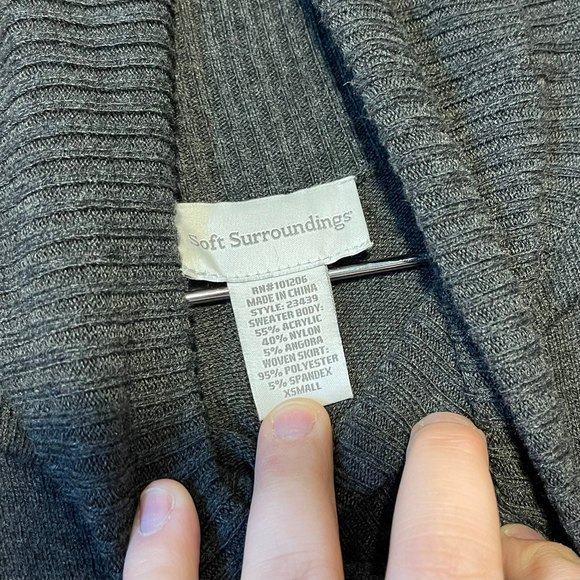 Soft Surroundings
RN#101206
MADE IN CHINA
STYLE: 23439
SWEATER BODY:
55% ACRYLIC
40% NYLON
5% ANGORA
WOVEN SKIRT:
95% POLYESTER
5% SPANDEX
XSMALL